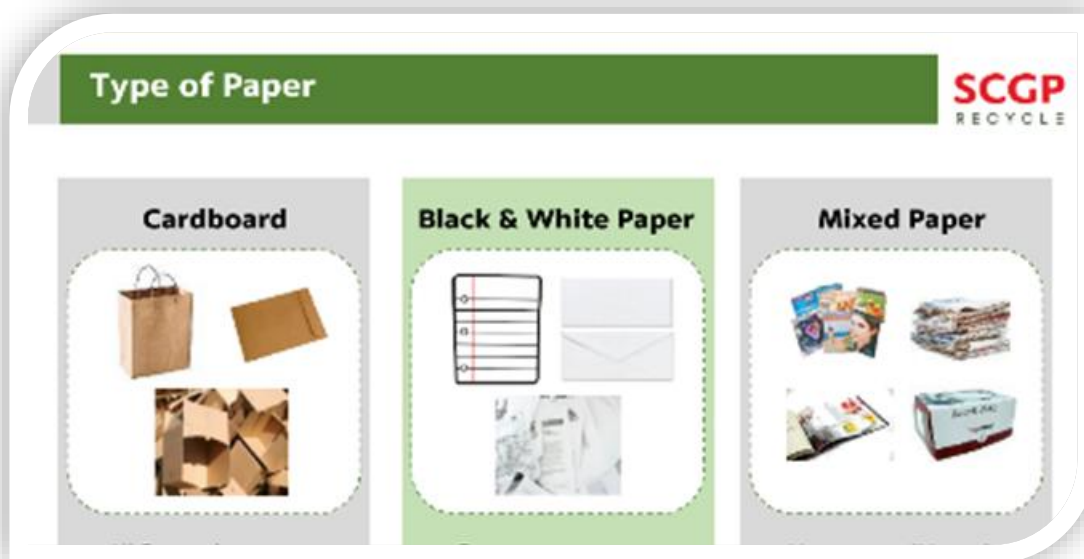 Type of Paper
SCGP
RECYCLE
Cardboard
Black & White Paper
Mixed Paper